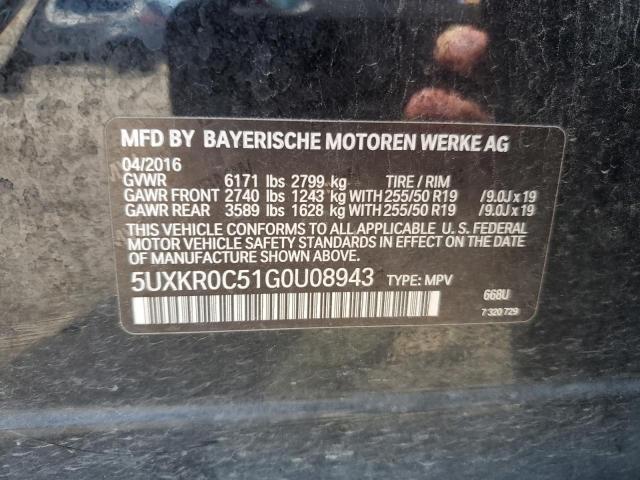 MFD BY BAYERISCHE MOTOREN WERKE AG
04/2016
GVWR 6171 lbs 2799 kg TIRE / RIM
GAWR FRONT 2740 lbs 1243 kg WITH 255/50 R19 /9.0J x 19
GAWR REAR 3589 lbs 1628 kg WITH 255/50 R19 /9.0J x 19
THIS VEHICLE CONFORMS TO ALL APPLICABLE U. S. FEDERAL
MOTOR VEHICLE SAFETY STANDARDS IN EFFECT ON THE DATE
OF MANUFACTURE SHOWN ABOVE.
5UXKR0C51G0U08943 TYPE: MPV
668U
7 320 729